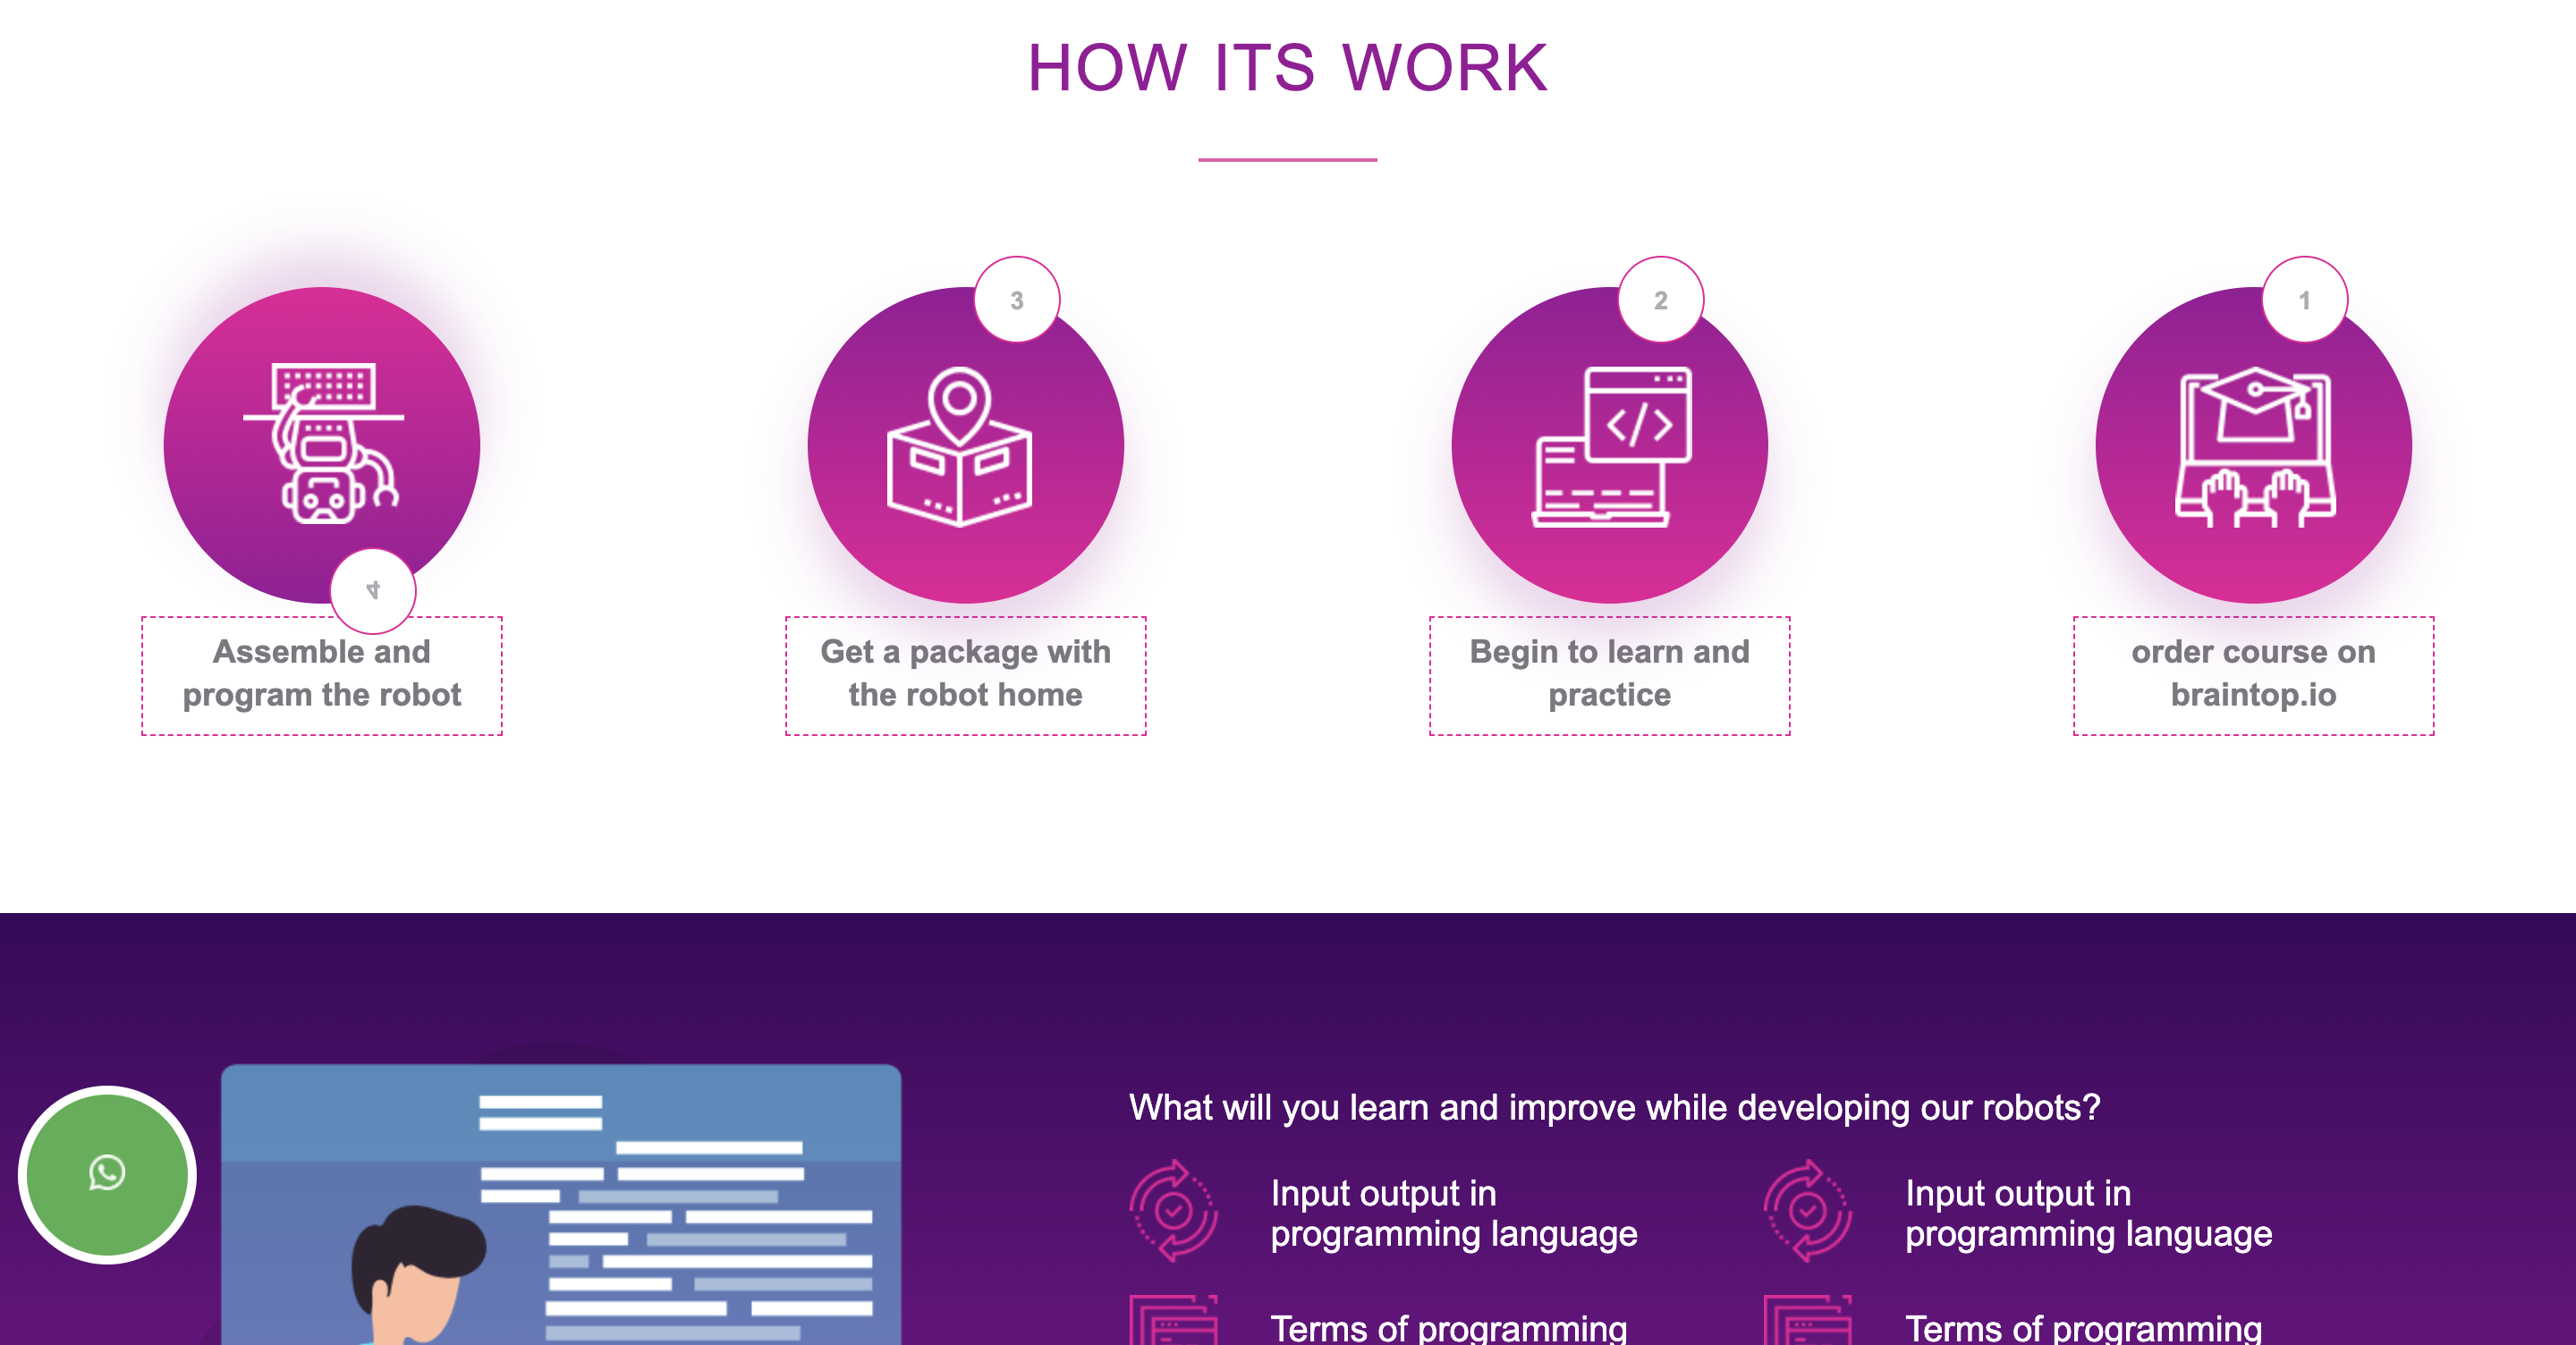 HOW ITS WORK
1
order course on
braintop.io
2
Begin to learn and
practice
3
Get a package with
the robot home
4
Assemble and
program the robot
What will you learn and improve while developing our robots?
Input output in
programming language
Input output in
programming language
Terms of programming
Terms of programming